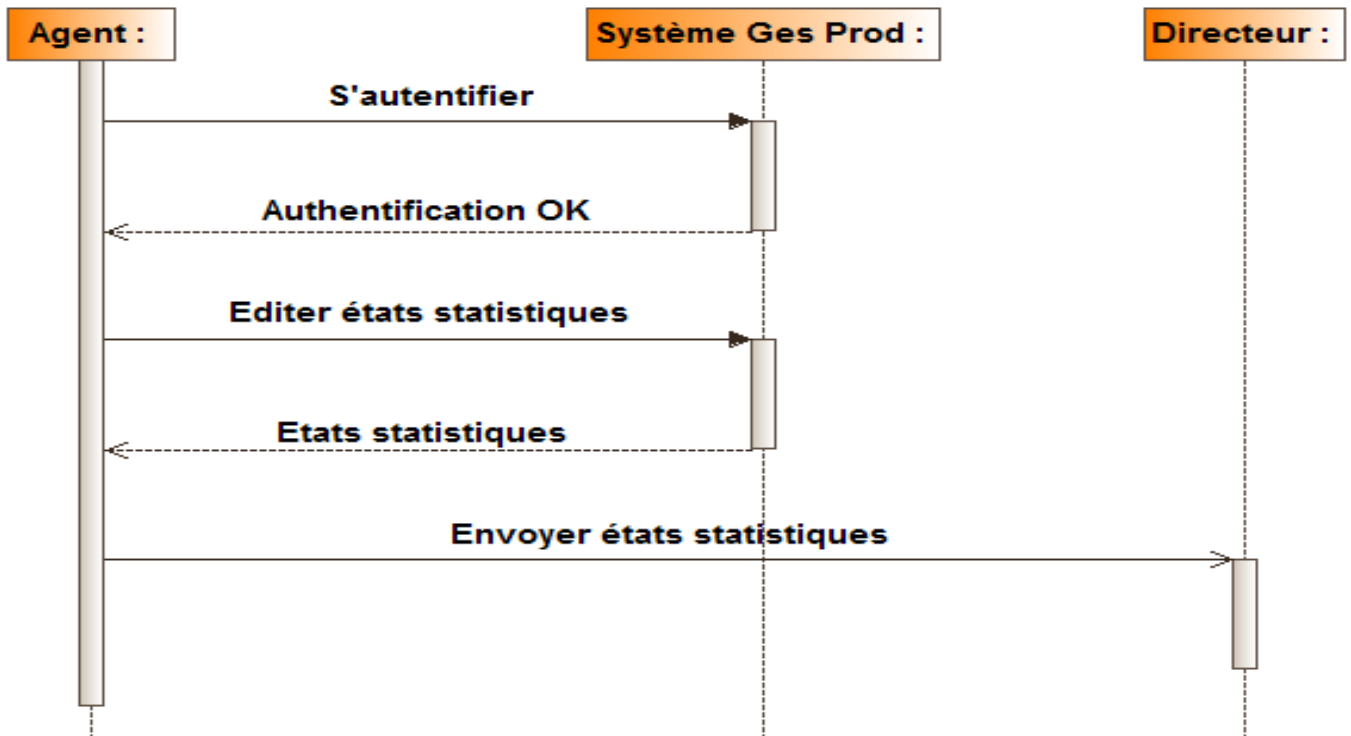 Agent :
Système Ges Prod :
Directeur :
S'autentifier
Authentification OK
Editer états statistiques
Etats statistiques
Envoyer états statistiques